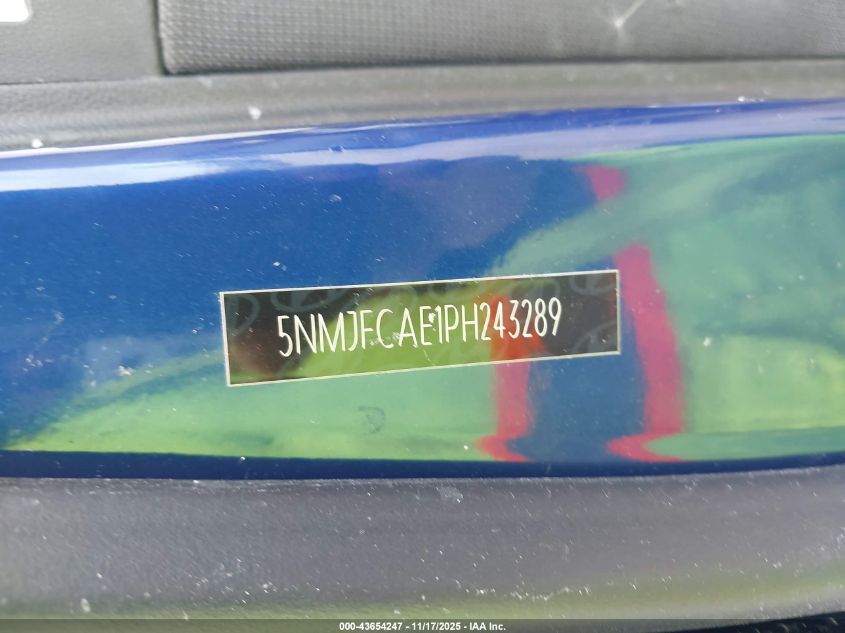 5NMJFCAE1PH243289
000-43654247 - 11/17/2025 - IAA Inc.